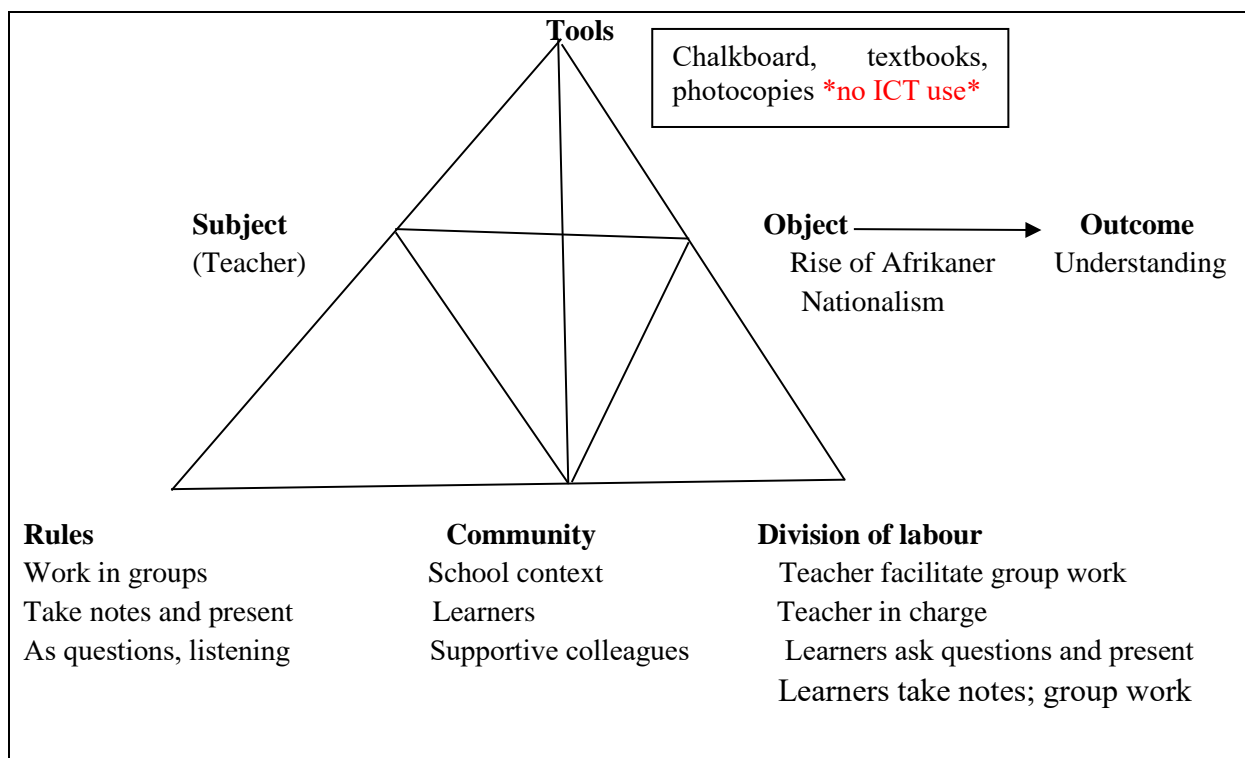 Tools
Chalkboard, textbooks,
photocopies *no ICT use*
Subject
(Teacher)
Object
Rise of Afrikaner
Nationalism
Outcome
Understanding
Rules
Work in groups
Take notes and present
As questions, listening
Community
School context
Learners
Supportive colleagues
Division of labour
Teacher facilitate group work
Teacher in charge
Learners ask questions and present
Learners take notes; group work